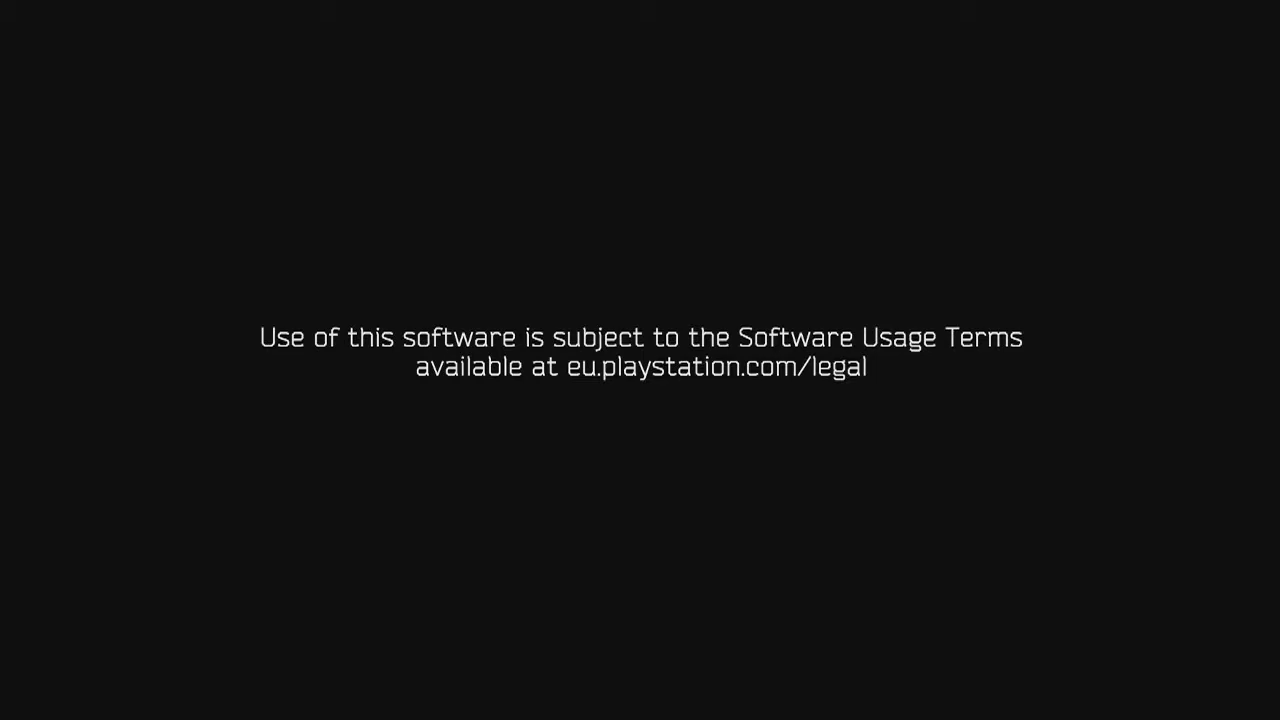 Use of this software is subject to the Software Usage Terms
available at eu.playstation.com/legal